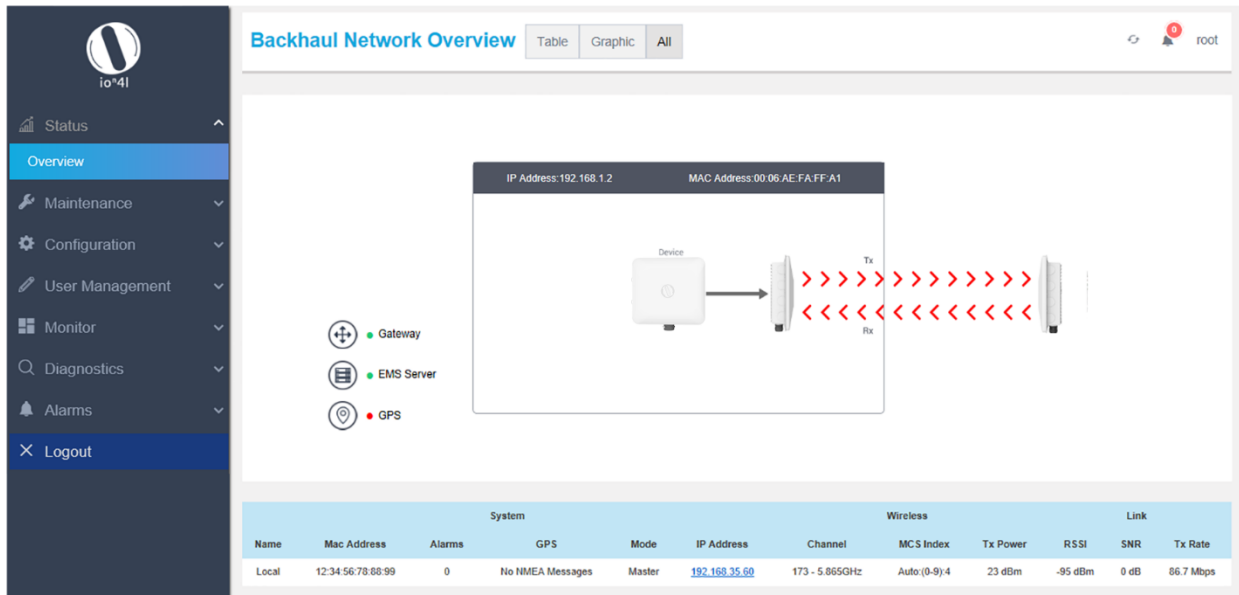 Backhaul Network Overview Table Graphic All 0 root
ioⁿ4l
Status
Overview
Maintenance
Configuration
User Management
Monitor
Diagnostics
Alarms
Logout
IP Address:192.168.1.2 MAC Address:00:06:AE:FA:FF:A1
Device
Tx
Rx
Gateway
EMS Server
GPS
System Wireless Link
Name Mac Address Alarms GPS Mode IP Address Channel MCS Index Tx Power RSSI SNR Tx Rate
Local 12:34:56:78:88:99 0 No NMEA Messages Master 192.168.35.60 173 - 5.865GHz Auto:(0-9):4 23 dBm -95 dBm 0 dB 86.7 Mbps